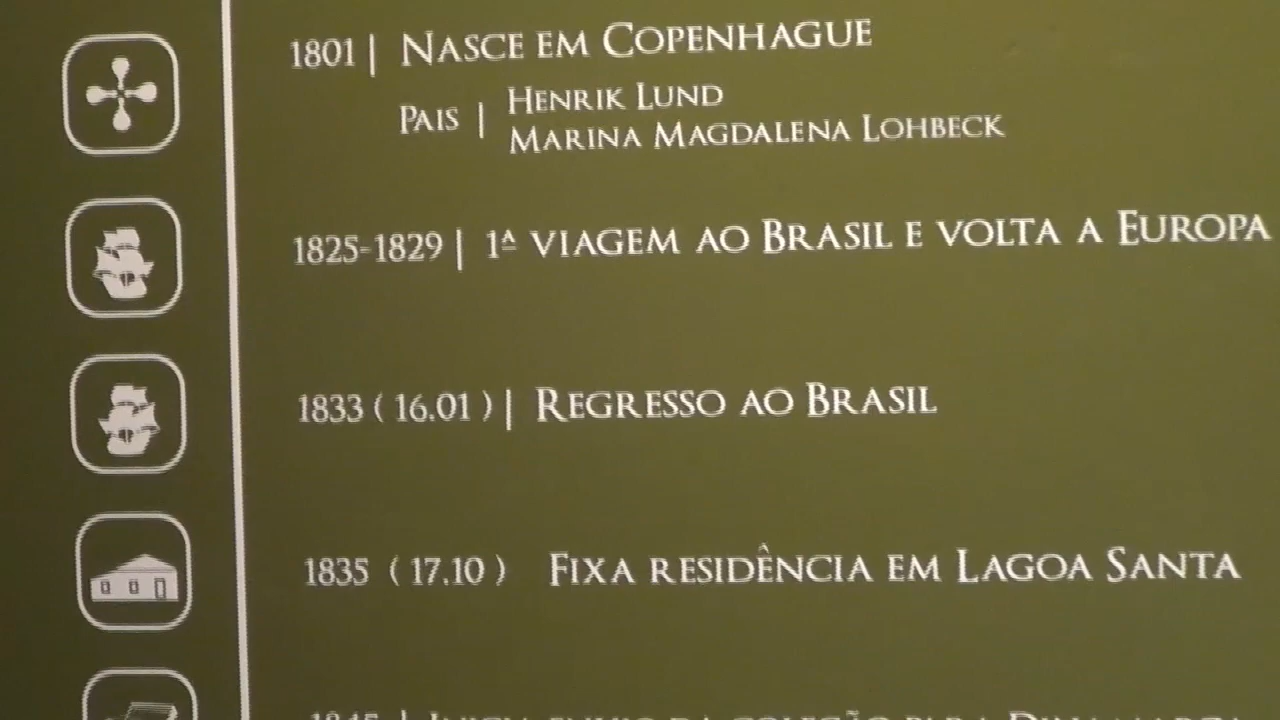 1801 | NASCE EM COPENHAGUE
PAIS | HENRIK LUND
MARINA MAGDALENA LOHBECK
1825-1829 | 1ª VIAGEM AO BRASIL E VOLTA A EUROPA
1833 ( 16.01 ) | REGRESSO AO BRASIL
1835 ( 17.10 ) FIXA RESIDÊNCIA EM LAGOA SANTA
1845 |